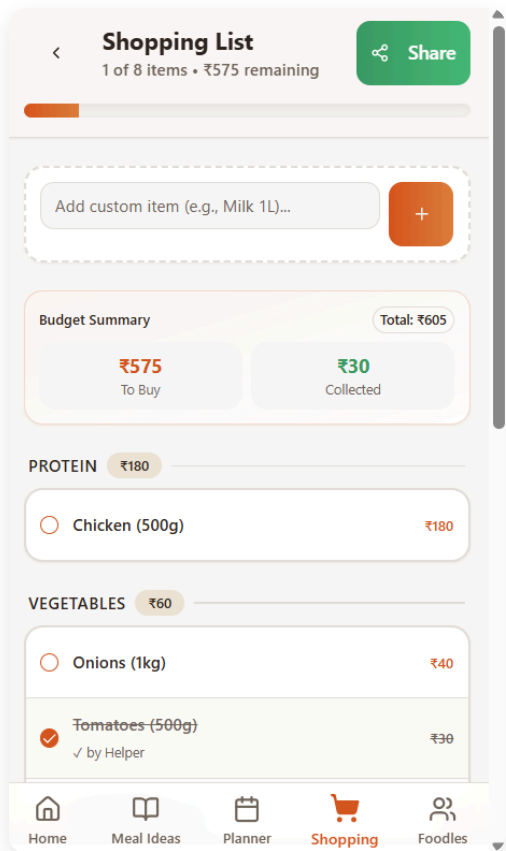 Shopping List
1 of 8 items • ₹575 remaining
Share
Add custom item (e.g., Milk 1L)...
+
Budget Summary
Total: ₹605
₹575
To Buy
₹30
Collected
PROTEIN
₹180
Chicken (500g)
₹180
VEGETABLES
₹60
Onions (1kg)
₹40
Tomatoes (500g)
₹30
✓ by Helper
Home
Meal Ideas
Planner
Shopping
Foodles